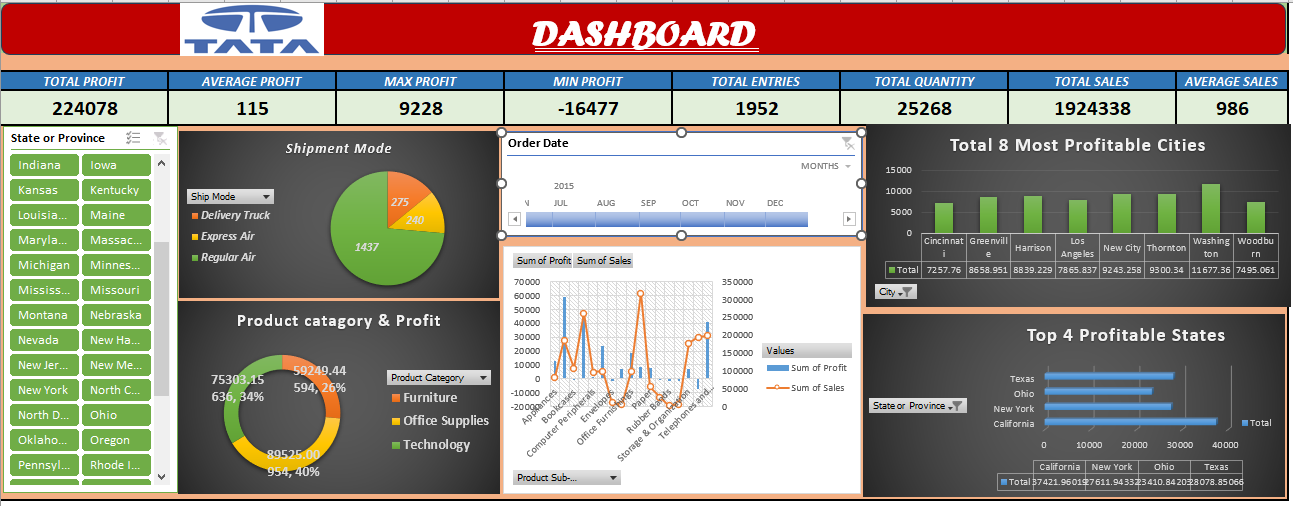 TATA
DASHBOARD
TOTAL PROFIT AVERAGE PROFIT MAX PROFIT MIN PROFIT TOTAL ENTRIES TOTAL QUANTITY TOTAL SALES AVERAGE SALES
224078 115 9228 -16477 1952 25268 1924338 986
State or Province
Indiana Iowa
Kansas Kentucky
Louisia... Maine
Maryla... Massac...
Michigan Minnes...
Mississ... Missouri
Montana Nebraska
Nevada New Ha...
New Jer... New Me...
New York North C...
North D... Ohio
Oklaho... Oregon
Pennsyl... Rhode I...
Shipment Mode
Ship Mode
Delivery Truck
Express Air
Regular Air
275
240
1437
Product catagory & Profit
75303.15
636, 34%
59249.44
594, 26%
89525.00
954, 40%
Product Category
Furniture
Office Supplies
Technology
Order Date
MONTHS
2015
N JUL AUG SEP OCT NOV DEC
Sum of Profit Sum of Sales
70000
60000
50000
40000
30000
20000
10000
0
-10000
-20000
350000
300000
250000
200000
150000
100000
50000
0
Appliances
Bookcases
Computer Peripherals
Envelopes
Office Furnishings
Paper
Rubber Bands
Storage & Organization
Telephones and...
Values
Sum of Profit
Sum of Sales
Product Sub-...
Total 8 Most Profitable Cities
15000
10000
5000
0
Cincinnati Greenville Harrison Los Angeles New City Thornton Washington Woodburn
Total 7257.76 8658.951 8839.229 7865.837 9243.258 9300.34 11677.36 7495.061
City
Top 4 Profitable States
State or Province
Texas
Ohio
New York
California
Total
0 10000 20000 30000 40000
California New York Ohio Texas
Total 37421.96019 27611.94332 23410.84203 28078.85066